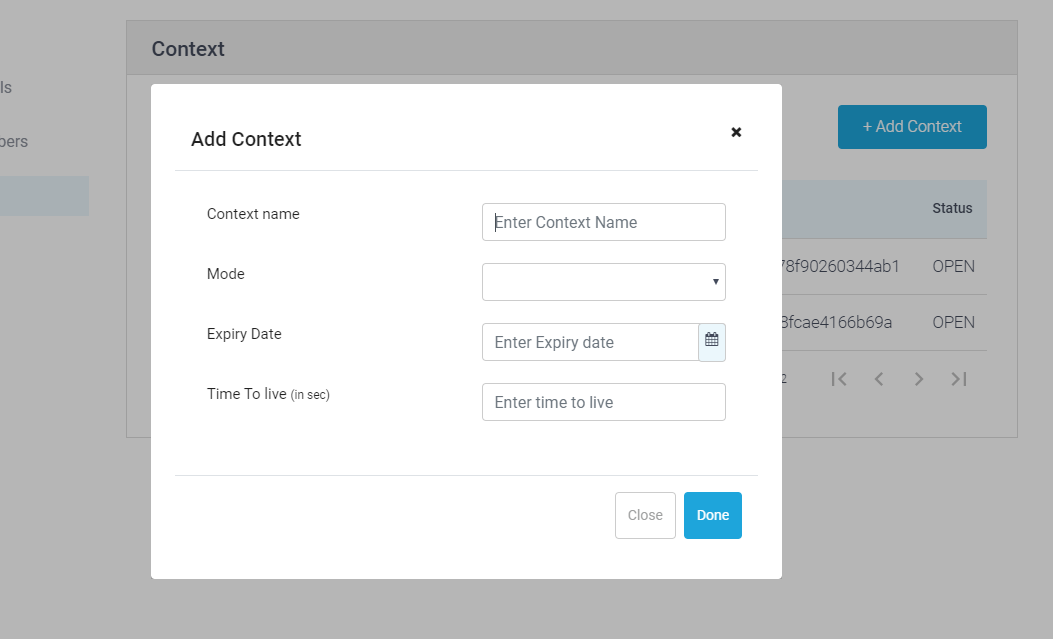 Context
ls
bers
+ Add Context
Status
78f90260344ab1 OPEN
8fcae4166b69a OPEN
2
Add Context
Context name
Enter Context Name
Mode
Expiry Date
Enter Expiry date
Time To live (in sec)
Enter time to live
Close
Done